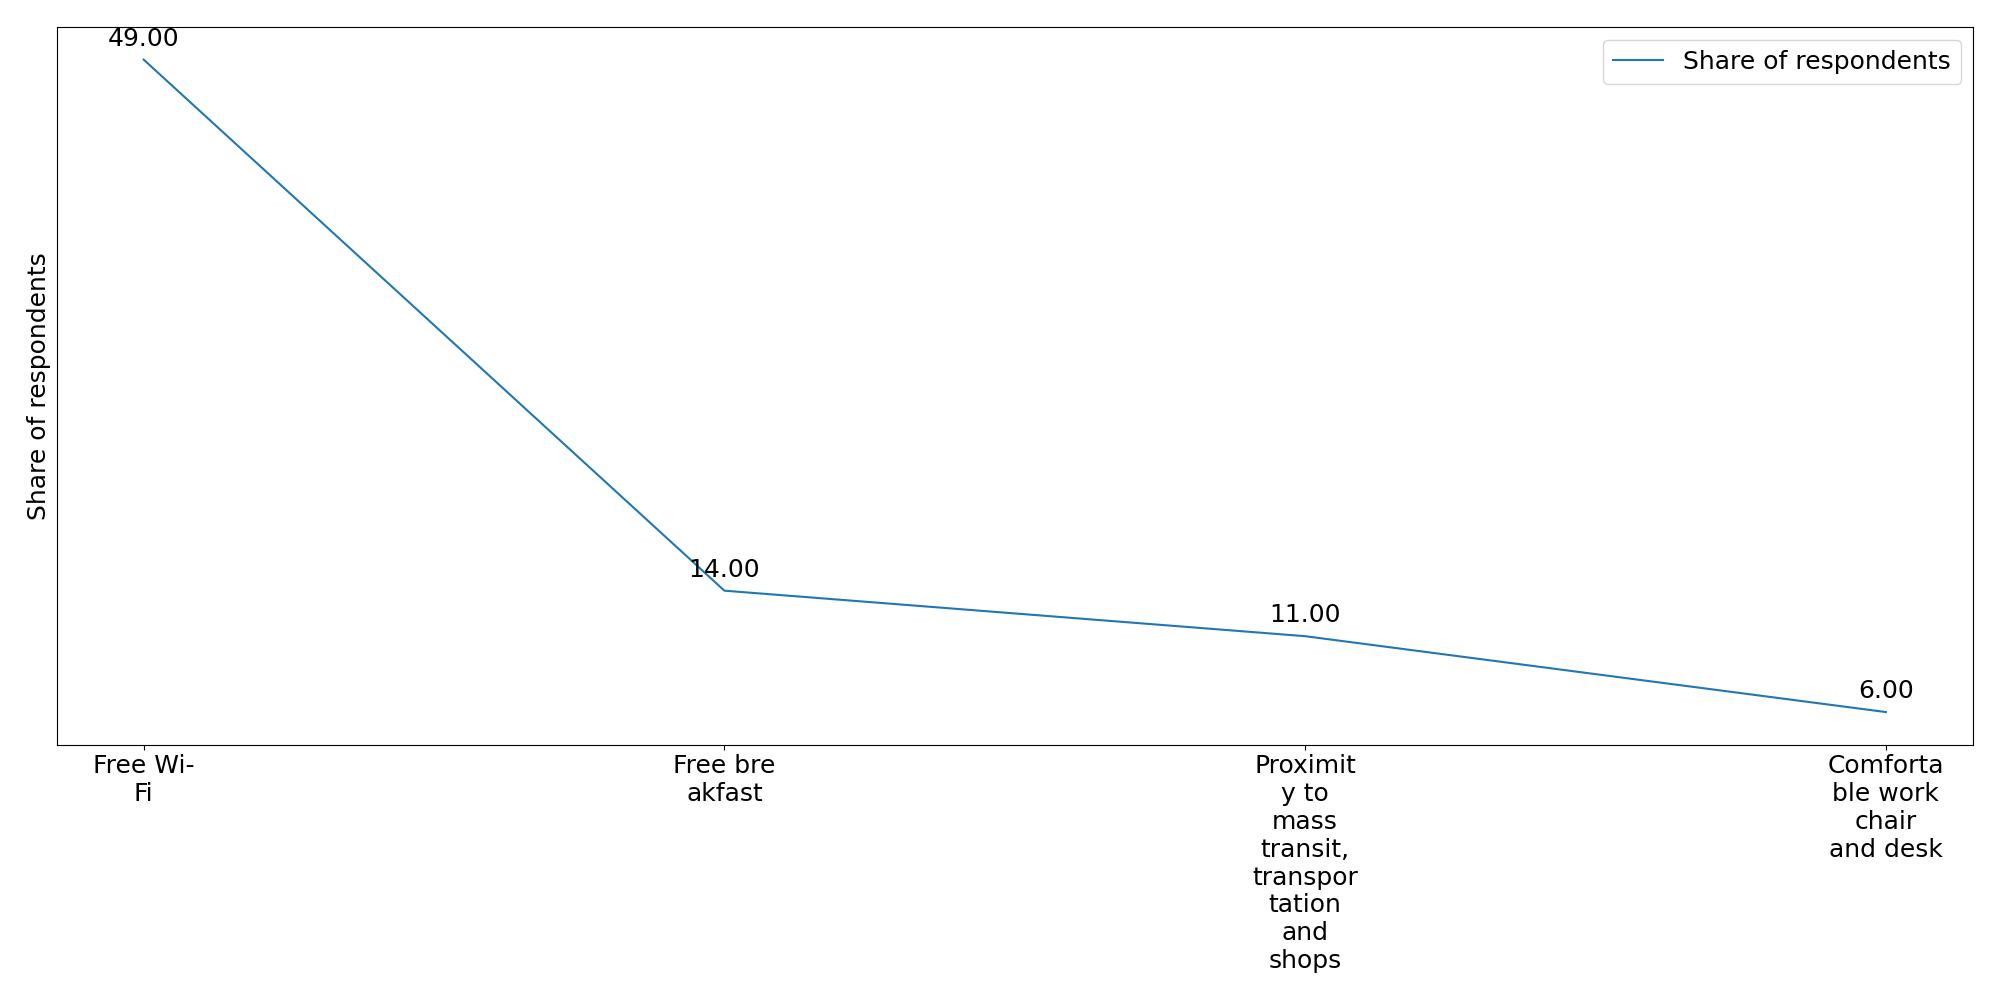 49.00
Share of respondents
Share of respondents
14.00
11.00
6.00
Free Wi-
Fi
Free bre
akfast
Proximit
y to
mass
transit,
transpor
tation
and
shops
Comforta
ble work
chair
and desk